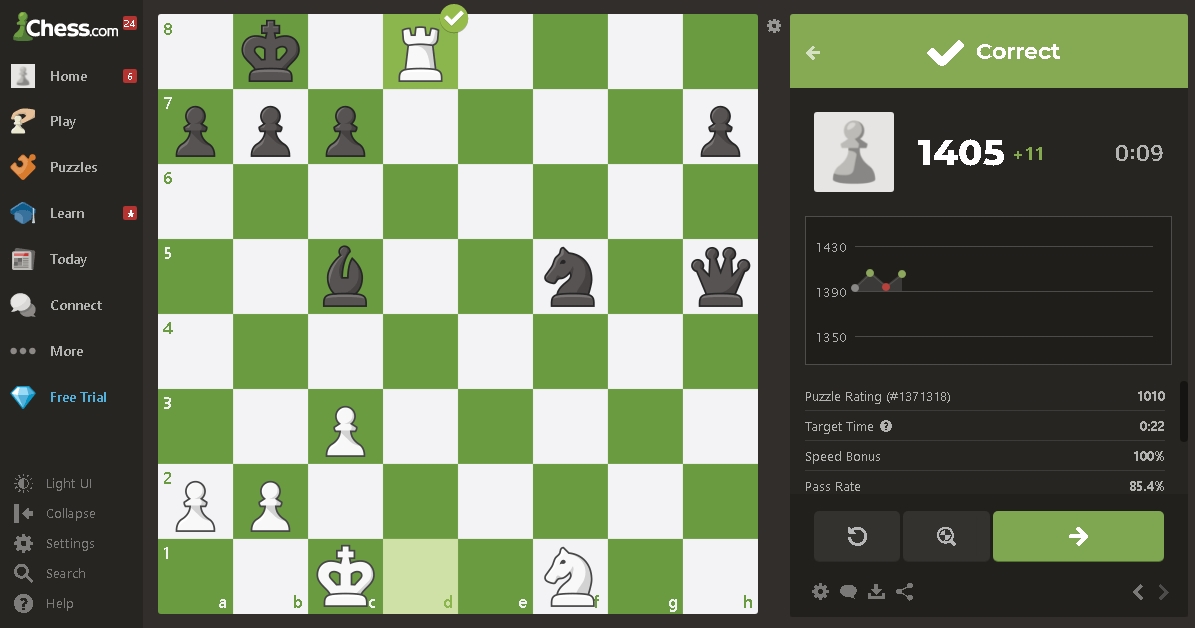 Chess.com 24
Home 6
Play
Puzzles
Learn
Today
Connect
More
Free Trial
Light UI
Collapse
Settings
Search
Help
8
7
6
5
4
3
2
1
a b c d e f g h
Correct
1405 +11 0:09
1430
1390
1350
Puzzle Rating (#1371318) 1010
Target Time ? 0:22
Speed Bonus 100%
Pass Rate 85.4%